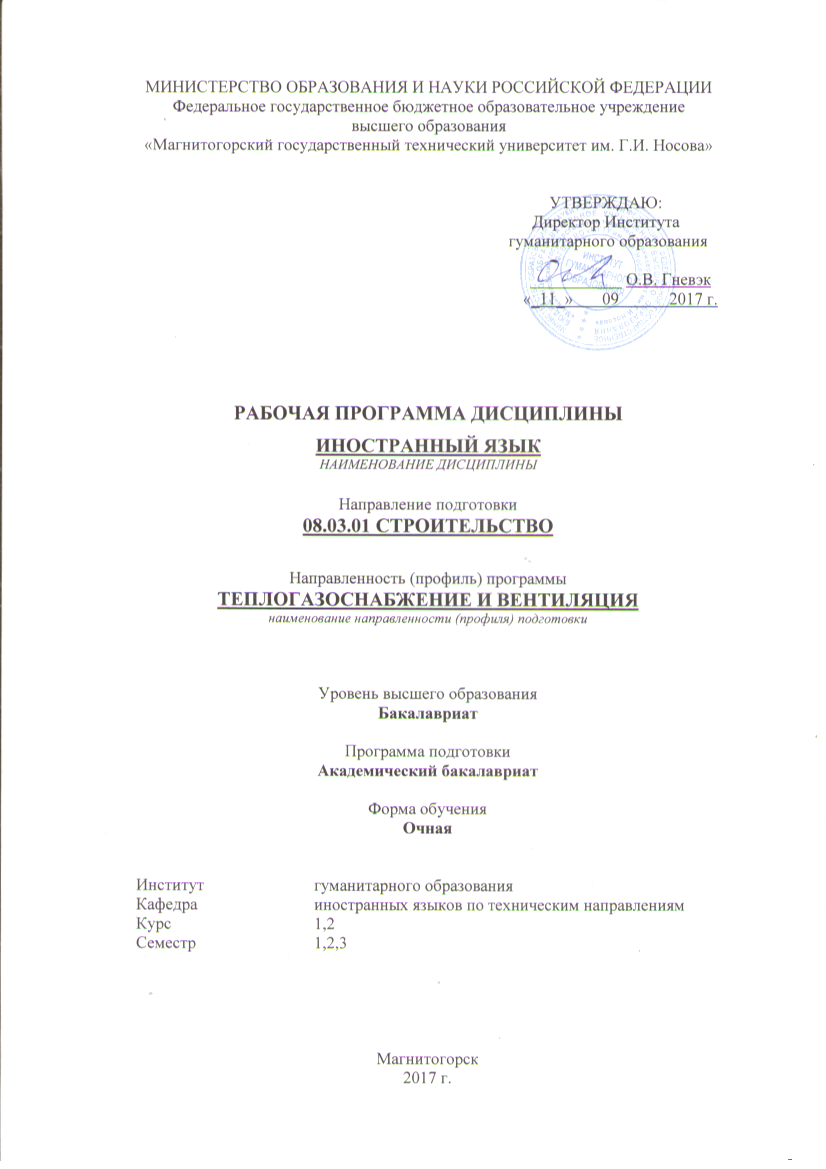 МИНИСТЕРСТВО ОБРАЗОВАНИЯ И НАУКИ РОССИЙСКОЙ ФЕДЕРАЦИИ
Федеральное государственное бюджетное образовательное учреждение
высшего образования
«Магнитогорский государственный технический университет им. Г.И. Носова»
УТВЕРЖДАЮ:
Директор Института
гуманитарного образования
О.В. Гневэк
«_11_» 09 2017 г.
РАБОЧАЯ ПРОГРАММА ДИСЦИПЛИНЫ
ИНОСТРАННЫЙ ЯЗЫК
НАИМЕНОВАНИЕ ДИСЦИПЛИНЫ
Направление подготовки
08.03.01 СТРОИТЕЛЬСТВО
Направленность (профиль) программы
ТЕПЛОГАЗОСНАБЖЕНИЕ И ВЕНТИЛЯЦИЯ
наименование направленности (профиля) подготовки
Уровень высшего образования
Бакалавриат
Программа подготовки
Академический бакалавриат
Форма обучения
Очная
Институт гуманитарного образования
Кафедра иностранных языков по техническим направлениям
Курс 1,2
Семестр 1,2,3
Магнитогорск
2017 г.